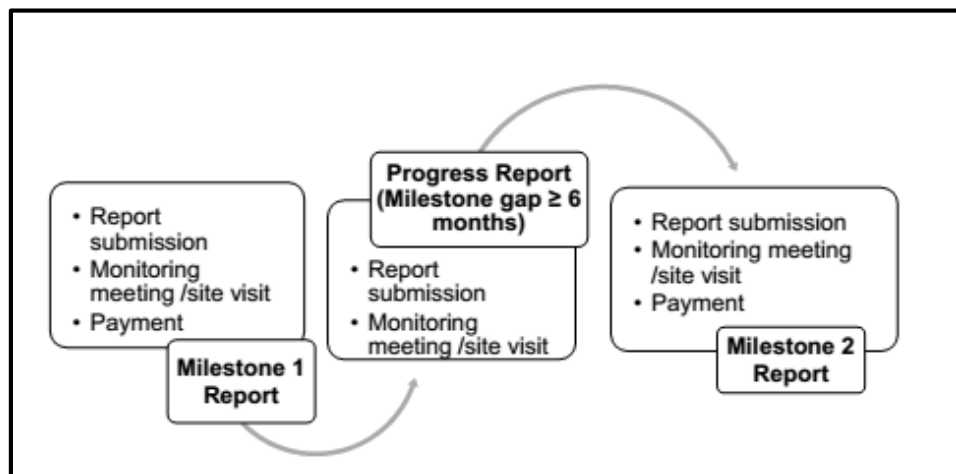 • Report
submission
• Monitoring
meeting /site visit
• Payment
Milestone 1
Report
Progress Report
(Milestone gap ≥ 6
months)
• Report
submission
• Monitoring
meeting /site visit
• Report submission
• Monitoring meeting
/site visit
• Payment
Milestone 2
Report